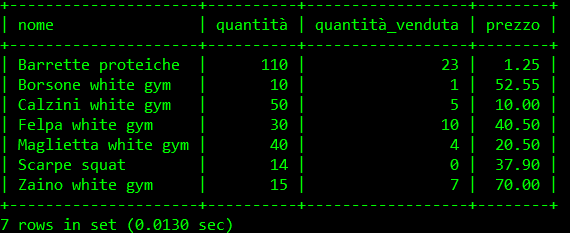 +---------------------+----------+------------------+--------+
| nome                | quantità | quantità_venduta | prezzo |
+---------------------+----------+------------------+--------+
| Barrette proteiche  |      110 |               23 |   1.25 |
| Borsone white gym   |       10 |                1 |  52.55 |
| Calzini white gym   |       50 |                5 |  10.00 |
| Felpa white gym     |       30 |               10 |  40.50 |
| Maglietta white gym |       40 |                4 |  20.50 |
| Scarpe squat        |       14 |                0 |  37.90 |
| Zaino white gym     |       15 |                7 |  70.00 |
+---------------------+----------+------------------+--------+
7 rows in set (0.0130 sec)